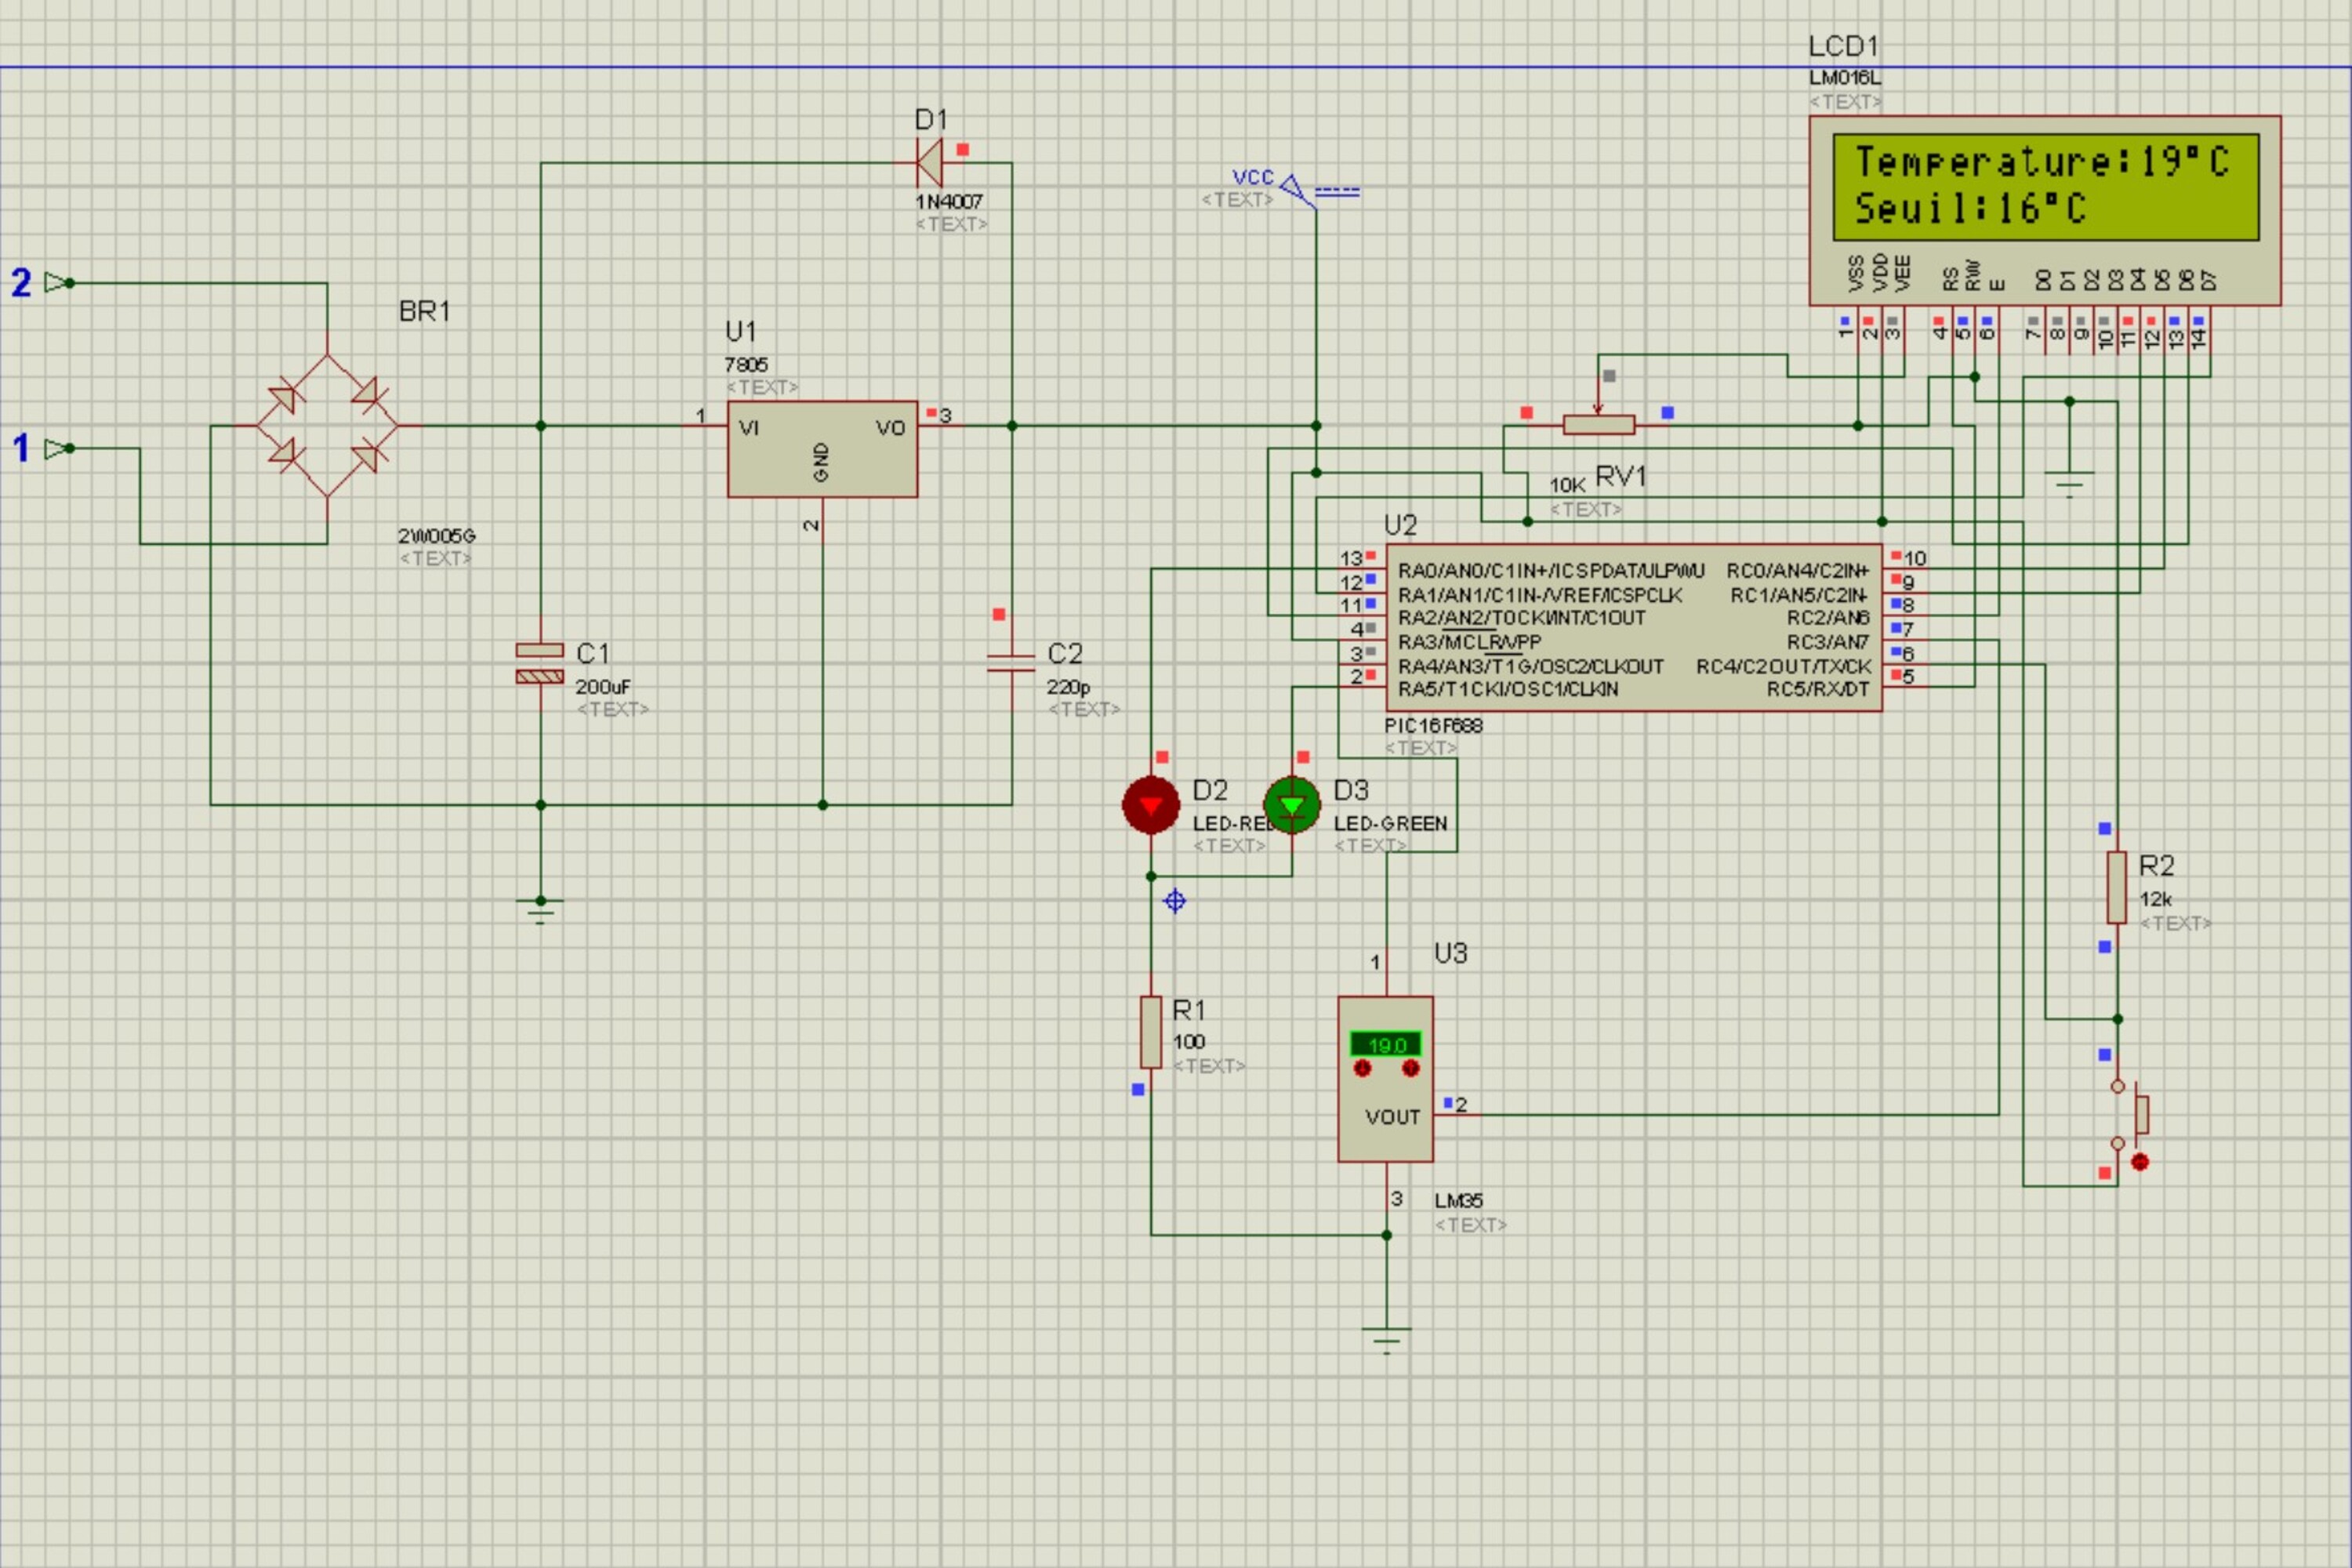 LCD1
LM016L
<TEXT>
Temperature:19°C
Seuil:16°C
VSS
VDD
VEE
RS
RW
E
D0
D1
D2
D3
D4
D5
D6
D7
1
2
3
4
5
6
7
8
9
10
11
12
13
14
D1
1N4007
<TEXT>
VCC
<TEXT>
2
1
BR1
2W005G
<TEXT>
U1
7805
<TEXT>
1
VI
VO
3
GND
2
RV1
10K
<TEXT>
U2
13
12
11
4
3
2
RA0/AN0/C1IN+/ICSPDAT/ULPWU
RA1/AN1/C1IN-/VREF/ICSPCLK
RA2/AN2/T0CKI/INT/C1OUT
RA3/MCLR/VPP
RA4/AN3/T1G/OSC2/CLKOUT
RA5/T1CKI/OSC1/CLKIN
RC0/AN4/C2IN+
RC1/AN5/C2IN-
RC2/AN6
RC3/AN7
RC4/C2OUT/TX/CK
RC5/RX/DT
10
9
8
7
6
5
PIC16F688
<TEXT>
C1
200uF
<TEXT>
C2
220p
<TEXT>
D2
LED-RED
<TEXT>
D3
LED-GREEN
<TEXT>
R2
12k
<TEXT>
R1
100
<TEXT>
U3
1
19.0
VOUT
2
3
LM35
<TEXT>